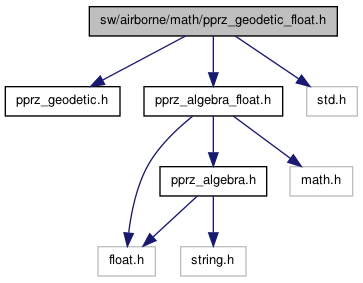 sw/airborne/math/pprz_geodetic_float.h
pprz_geodetic.h
pprz_algebra_float.h
std.h
pprz_algebra.h
math.h
float.h
string.h